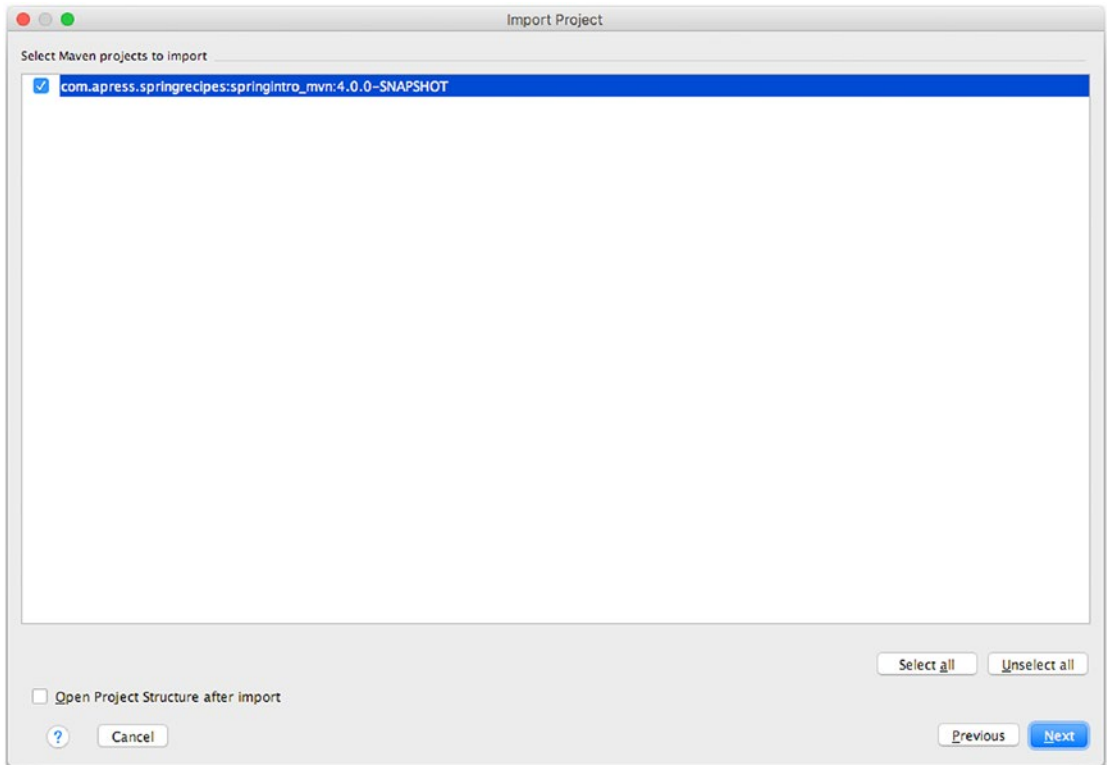 Import Project
Select Maven projects to import
com.apress.springrecipes:springintro_mvn:4.0.0-SNAPSHOT
Select all
Unselect all
Open Project Structure after import
?
Cancel
Previous
Next